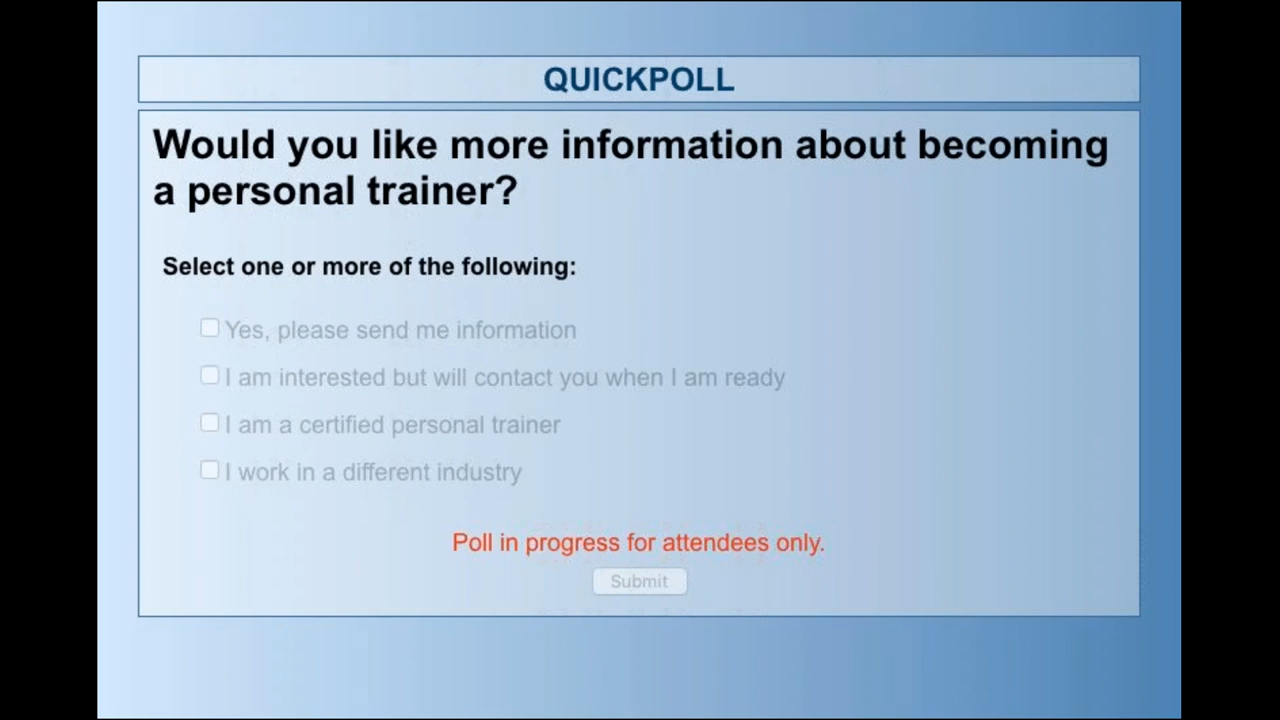 QUICKPOLL
Would you like more information about becoming
a personal trainer?
Select one or more of the following:
Yes, please send me information
I am interested but will contact you when I am ready
I am a certified personal trainer
I work in a different industry
Poll in progress for attendees only.
Submit